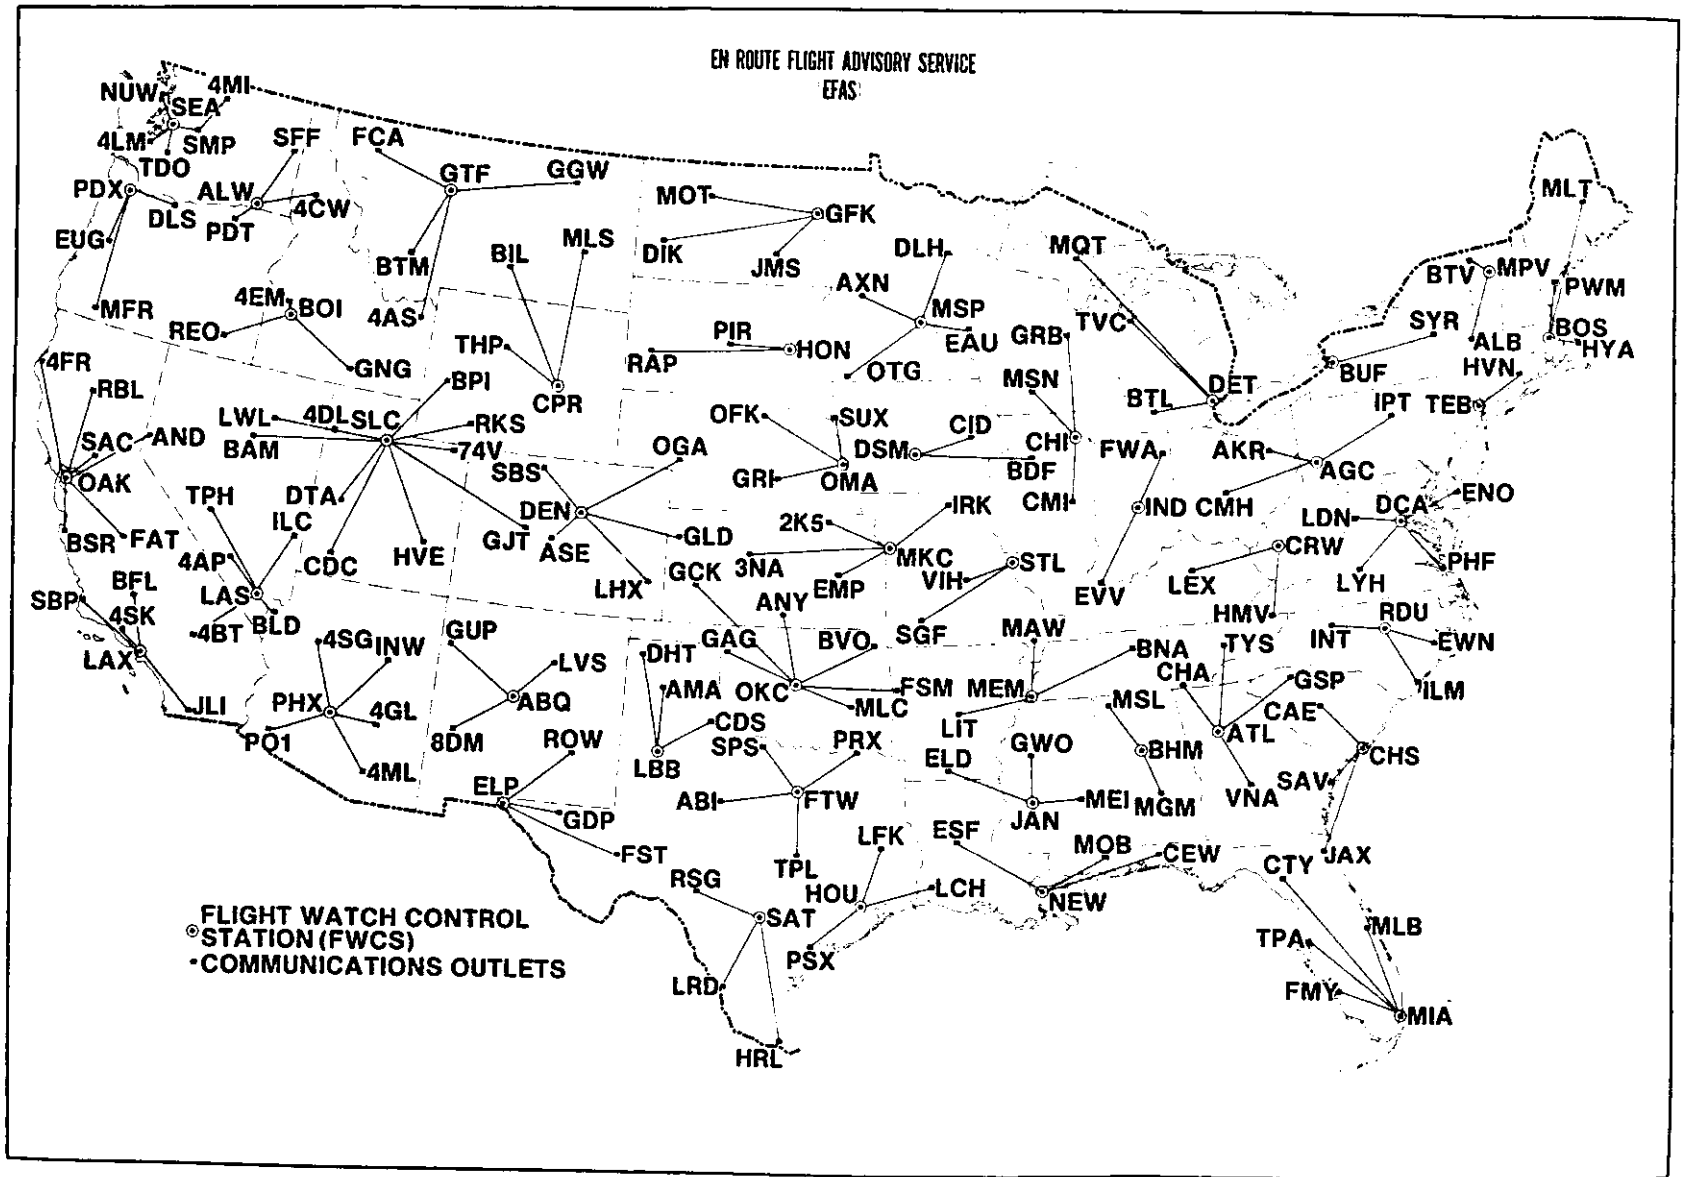 EN ROUTE FLIGHT ADVISORY SERVICE
EFAS
NUW
4MI
SEA
4LM
SMP
TDO
SFF
FCA
GTF
GGW
PDX
ALW
4CW
DLS
PDT
EUG
BTM
BIL
MLS
MFR
4EM
BOI
REO
4AS
GNG
THP
CPR
MOT
GFK
DIK
JMS
DLH
AXN
MSP
EAU
OTG
PIR
RAP
HON
MQT
TVC
GRB
MSN
DET
BTL
MLT
BTV
MPV
PWM
SYR
BOS
ALB
HYA
HVN
BUF
TEB
IPT
4FR
RBL
SAC
AND
OAK
BSR
FAT
LWL
4DL
SLC
BPI
RKS
BAM
74V
SBS
OGA
DTA
TPH
ILC
CDC
HVE
GJT
DEN
ASE
GLD
LHX
OFK
SUX
GRI
OMA
DSM
CID
BDF
CHI
CMI
FWA
IND
EVV
AKR
AGC
CMH
DCA
ENO
LDN
PHF
LYH
CRW
LEX
HMV
4AP
LAS
4BT
BLD
BFL
SBP
4SK
LAX
JLI
2K5
IRK
3NA
MKC
EMP
VIH
STL
SGF
GCK
ANY
GAG
BVO
OKC
FSM
MLC
MAW
BNA
MEM
LIT
RDU
INT
EWN
ILM
TYS
CHA
GSP
CAE
ATL
VNA
CHS
SAV
JAX
4SG
INW
PHX
4GL
PQ1
4ML
GUP
LVS
ABQ
8DM
ROW
ELP
GDP
FST
DHT
AMA
CDS
LBB
SPS
PRX
ABI
FTW
TPL
ELD
GWO
MEI
JAN
MSL
BHM
MGM
LFK
HOU
LCH
PSX
RSG
SAT
LRD
HRL
ESF
MOB
CEW
NEW
CTY
TPA
MLB
FMY
MIA
FLIGHT WATCH CONTROL
STATION (FWCS)
COMMUNICATIONS OUTLETS